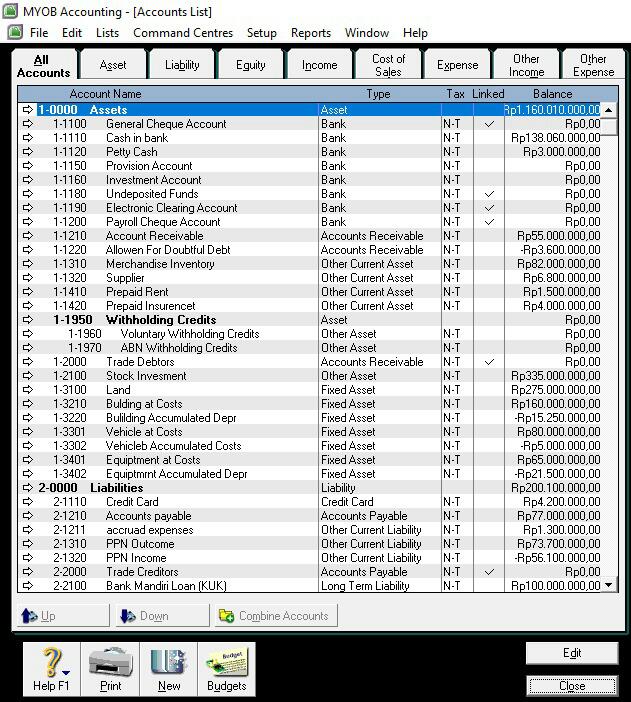 MYOB Accounting - [Accounts List]
File Edit Lists Command Centres Setup Reports Window Help
All Accounts Asset Liability Equity Income Cost of Sales Expense Other Income Other Expense
Account Name Type Tax Linked Balance
1-0000 Assets Asset Rp1.160.010.000,00
1-1100 General Cheque Account Bank N-T ✓ Rp0,00
1-1110 Cash in bank Bank N-T Rp138.060.000,00
1-1120 Petty Cash Bank N-T Rp3.000.000,00
1-1150 Provision Account Bank N-T Rp0,00
1-1160 Investment Account Bank N-T Rp0,00
1-1180 Undeposited Funds Bank N-T ✓ Rp0,00
1-1190 Electronic Clearing Account Bank N-T ✓ Rp0,00
1-1200 Payroll Cheque Account Bank N-T ✓ Rp0,00
1-1210 Account Receivable Accounts Receivable N-T Rp55.000.000,00
1-1220 Allowen For Doubtful Debt Accounts Receivable N-T -Rp3.600.000,00
1-1310 Merchandise Inventory Other Current Asset N-T Rp82.000.000,00
1-1320 Supplier Other Current Asset N-T Rp6.800.000,00
1-1410 Prepaid Rent Other Current Asset N-T Rp1.500.000,00
1-1420 Prepaid Insurencet Other Current Asset N-T Rp4.000.000,00
1-1950 Withholding Credits Asset Rp0,00
1-1960 Voluntary Withholding Credits Other Asset N-T Rp0,00
1-1970 ABN Withholding Credits Other Asset N-T Rp0,00
1-2000 Trade Debtors Accounts Receivable N-T ✓ Rp0,00
1-2100 Stock Invesment Other Asset N-T Rp335.000.000,00
1-3100 Land Fixed Asset N-T Rp275.000.000,00
1-3210 Bulding at Costs Fixed Asset N-T Rp160.000.000,00
1-3220 Bulilding Accumulated Depr Fixed Asset N-T -Rp15.250.000,00
1-3301 Vehicle at Costs Fixed Asset N-T Rp80.000.000,00
1-3302 Vehicleb Accumulated Costs Fixed Asset N-T -Rp5.000.000,00
1-3401 Equiptment at Costs Fixed Asset N-T Rp65.000.000,00
1-3402 Equiptmrnt Accumulated Depr Fixed Asset N-T -Rp21.500.000,00
2-0000 Liabilities Liability Rp200.100.000,00
2-1110 Credit Card Credit Card N-T Rp4.200.000,00
2-1210 Accounts payable Accounts Payable N-T Rp77.000.000,00
2-1211 accruad expenses Other Current Liability N-T Rp1.300.000,00
2-1310 PPN Outcome Other Current Liability N-T Rp73.700.000,00
2-1320 PPN Income Other Current Liability N-T -Rp56.100.000,00
2-2000 Trade Creditors Accounts Payable N-T ✓ Rp0,00
2-2100 Bank Mandiri Loan (KUK) Long Term Liability N-T Rp100.000.000,00
Up Down Combine Accounts
Budget
Help F1 Print New Budgets
Edit
Close